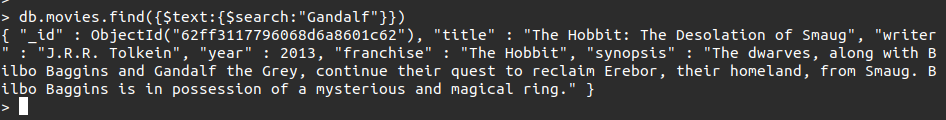 > db.movies.find({$text:{$search:"Gandalf"}})
{ "_id" : ObjectId("62ff3117796068d6a8601c62"), "title" : "The Hobbit: The Desolation of Smaug", "writer
" : "J.R.R. Tolkein", "year" : 2013, "franchise" : "The Hobbit", "synopsis" : "The dwarves, along with B
ilbo Baggins and Gandalf the Grey, continue their quest to reclaim Erebor, their homeland, from Smaug. B
ilbo Baggins is in possession of a mysterious and magical ring." }
>